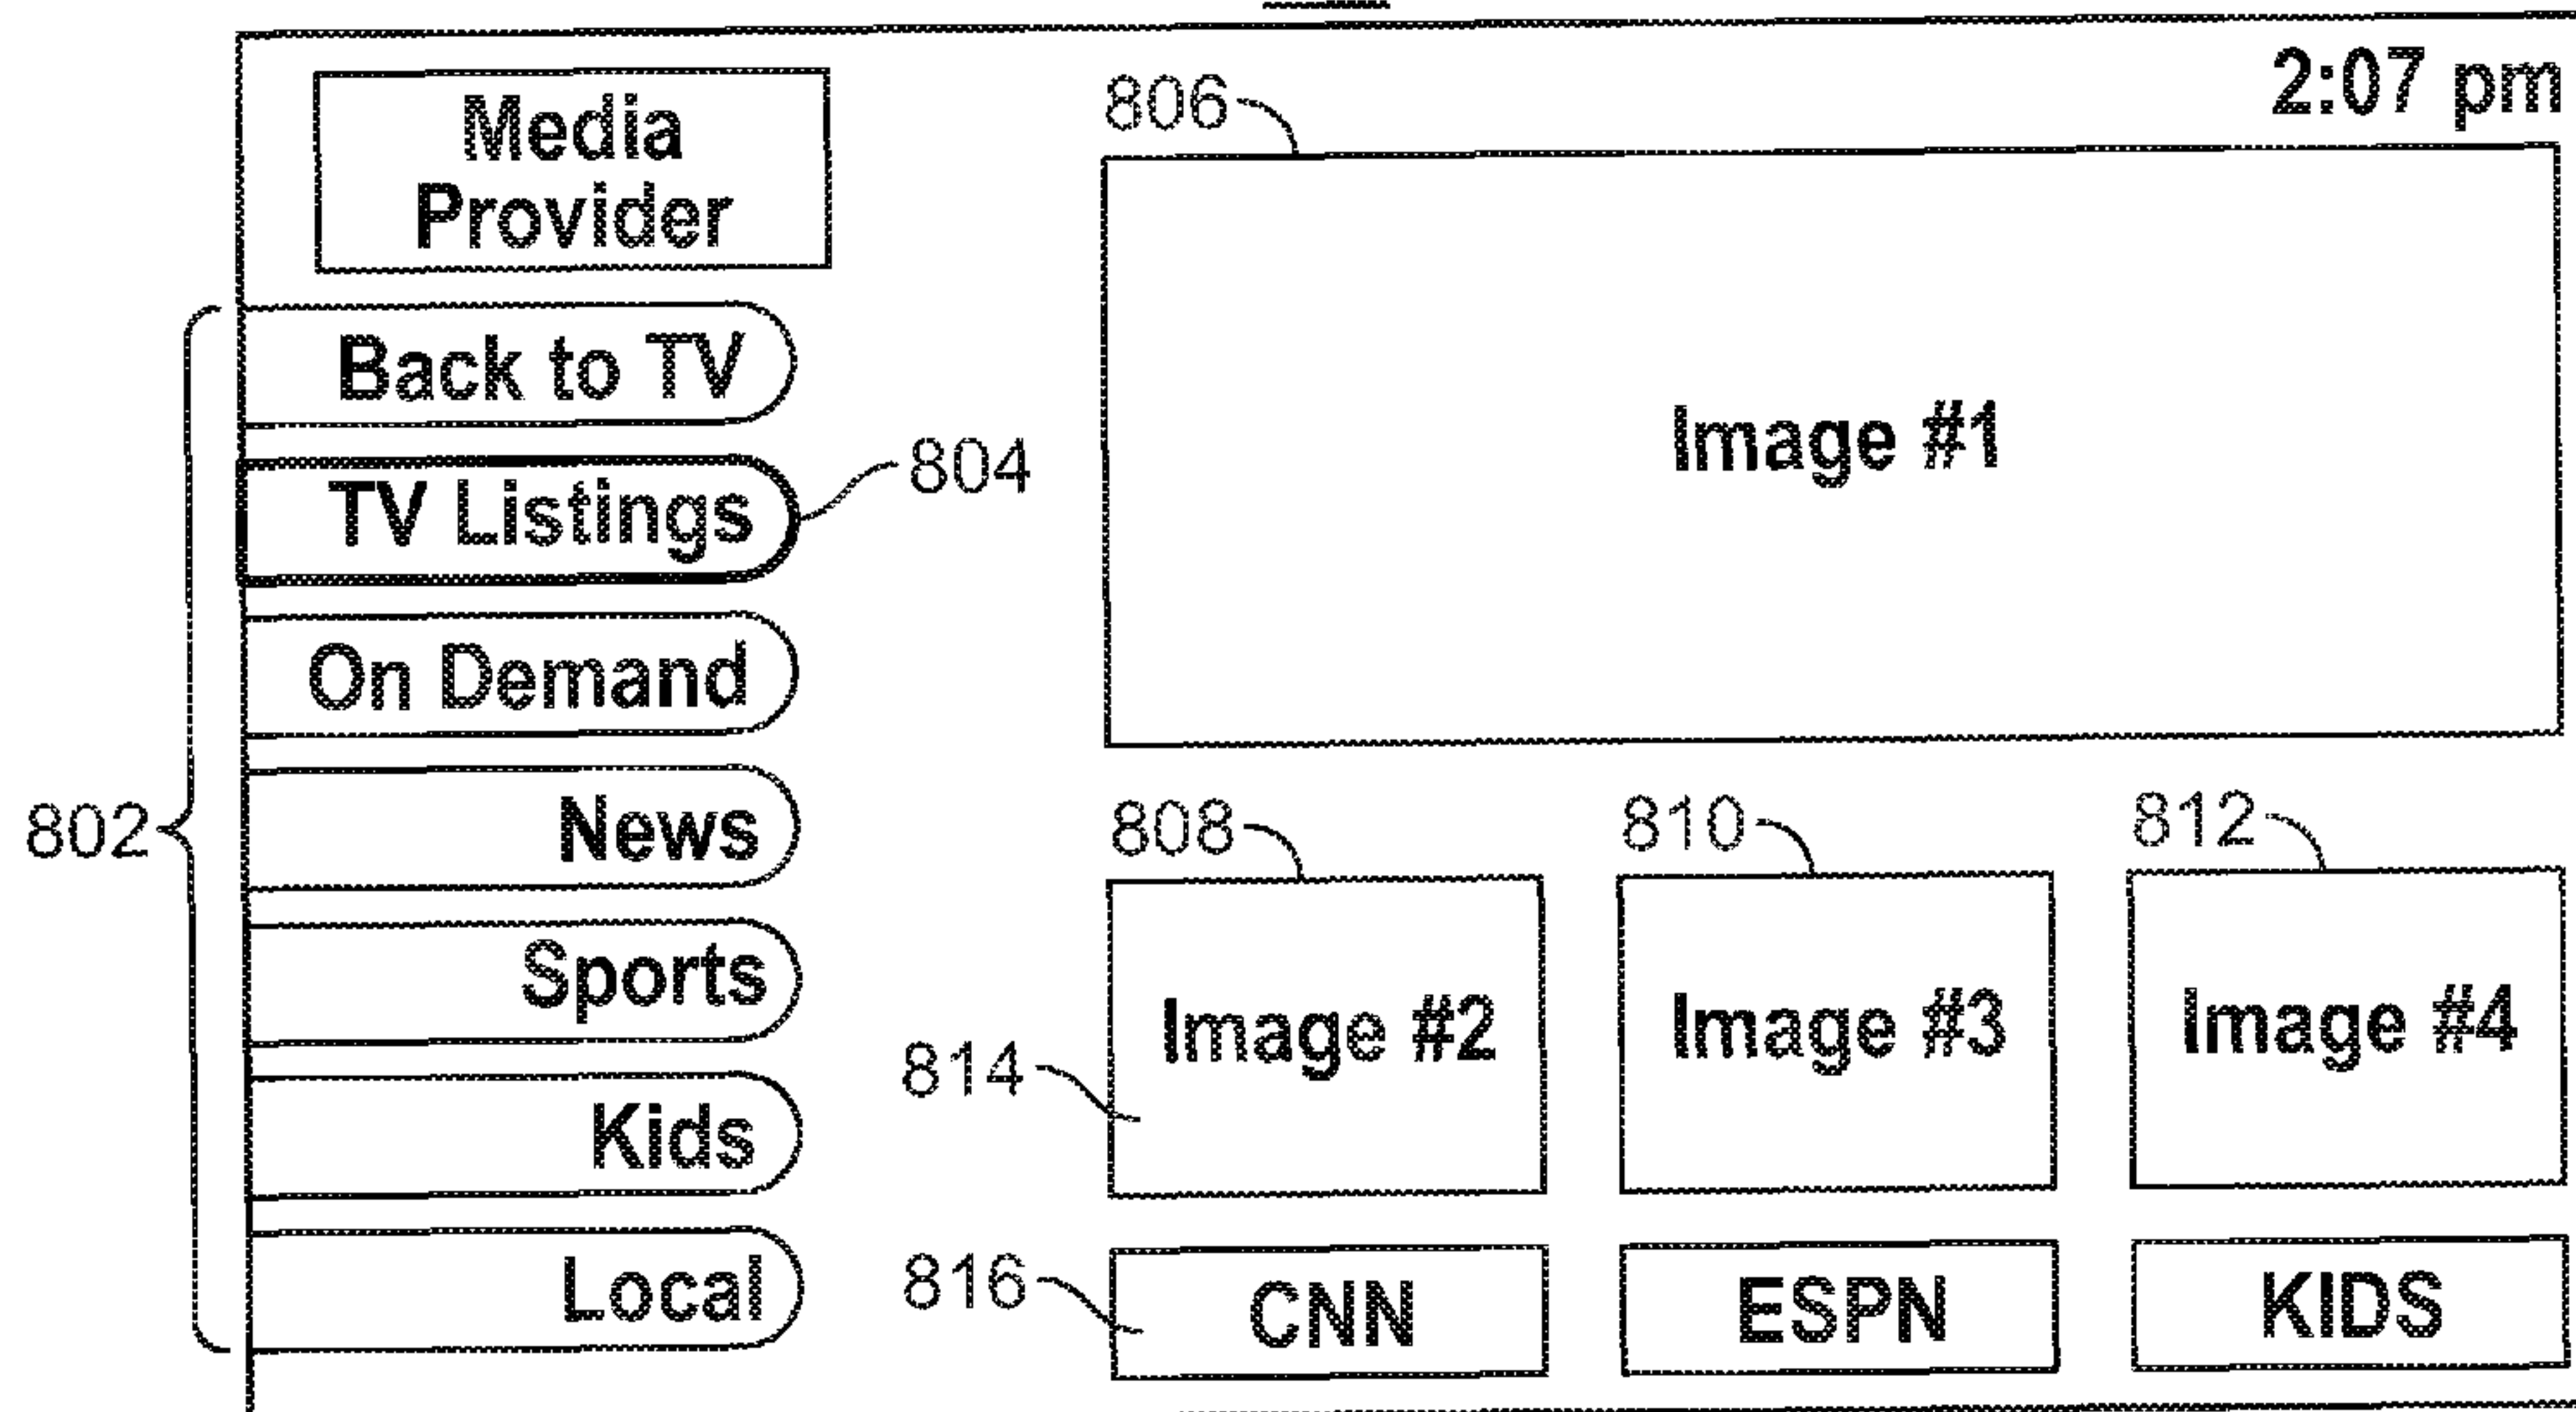 2:07 pm
Media
Provider
806
Back to TV
TV Listings
804
Image #1
On Demand
News
802
808
810
812
Sports
Image #2
Image #3
Image #4
814
Kids
Local
816
CNN
ESPN
KIDS